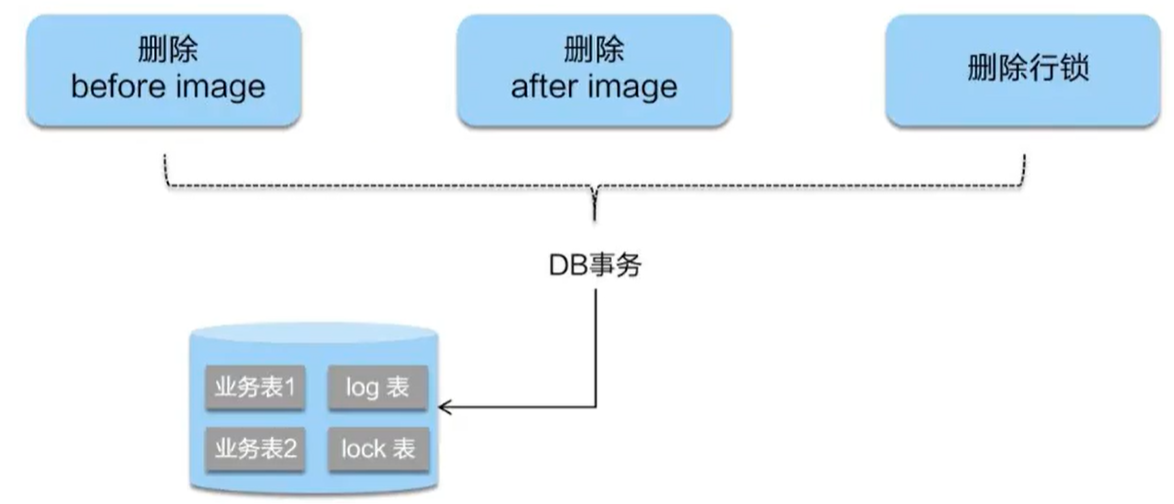 删除
before image
删除
after image
删除行锁
DB事务
业务表1
log 表
业务表2
lock 表